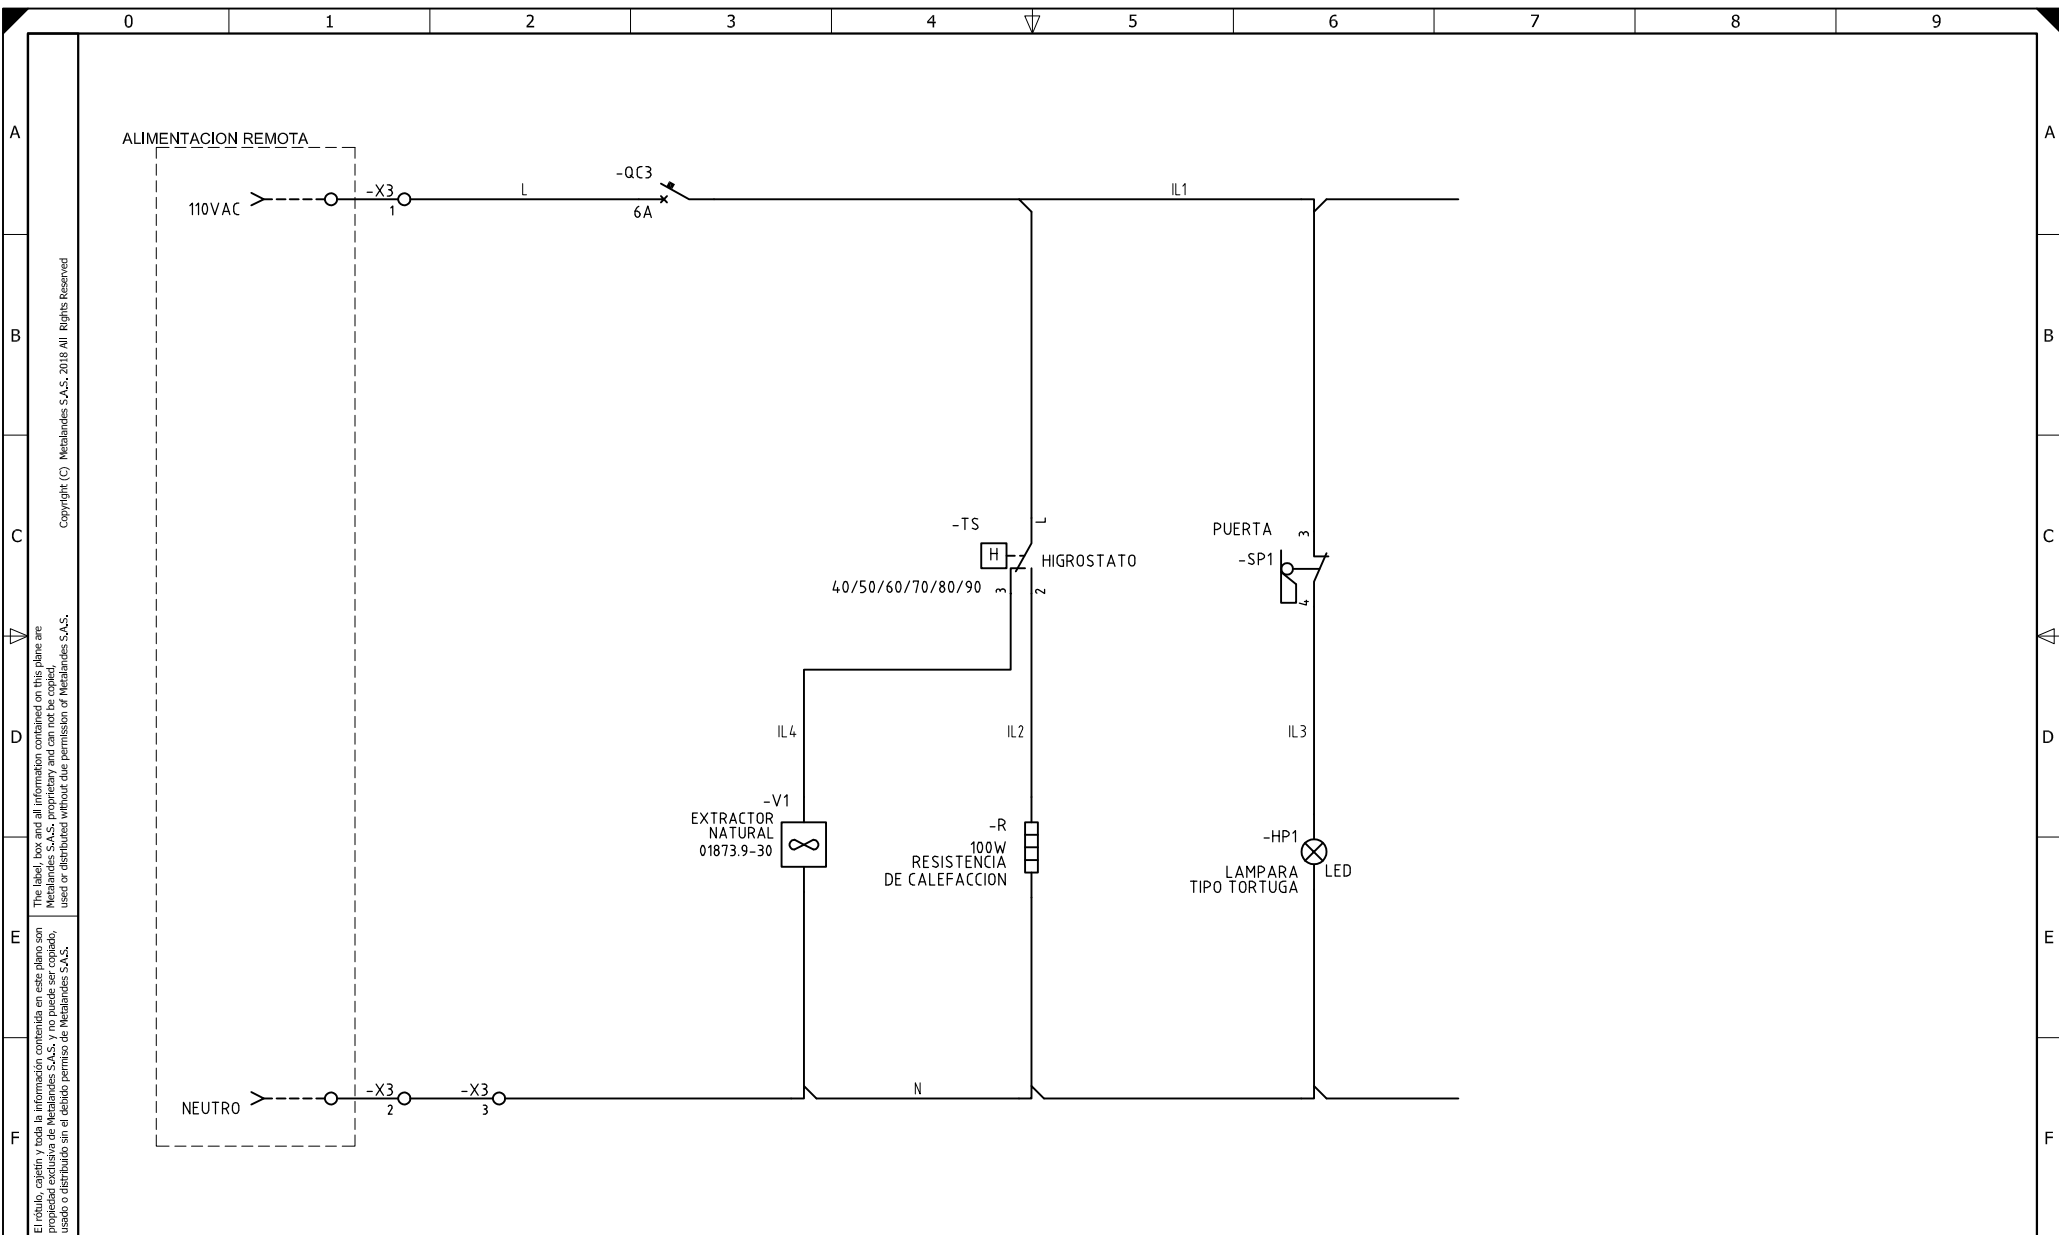 0 1 2 3 4 5 6 7 8 9
A A
ALIMENTACION REMOTA
-QC3
-X3 L IL1
110VAC 1 6A
B B
Copyright (C) Metalandes S.A.S. 2018 All Rights Reserved
-TS L PUERTA 3
C H HIGROSTATO -SP1 C
40/50/60/70/80/90 3 2 4
The label, box and all information contained on this plane are
Metalandes S.A.S. proprietary and can not be copied,
used or distributed without due permission of Metalandes S.A.S.
D IL4 IL2 IL3 D
-V1
EXTRACTOR
NATURAL
01873.9-30
-R
100W
RESISTENCIA
DE CALEFACCION
-HP1
LAMPARA LED
TIPO TORTUGA
E E
El rótulo, cajetín y toda la información contenida en este plano son
propiedad exclusiva de Metalandes S.A.S. y no puede ser copiado,
usado o distribuido sin el debido permiso de Metalandes S.A.S.
-X3 -X3 N
NEUTRO 2 3
F F